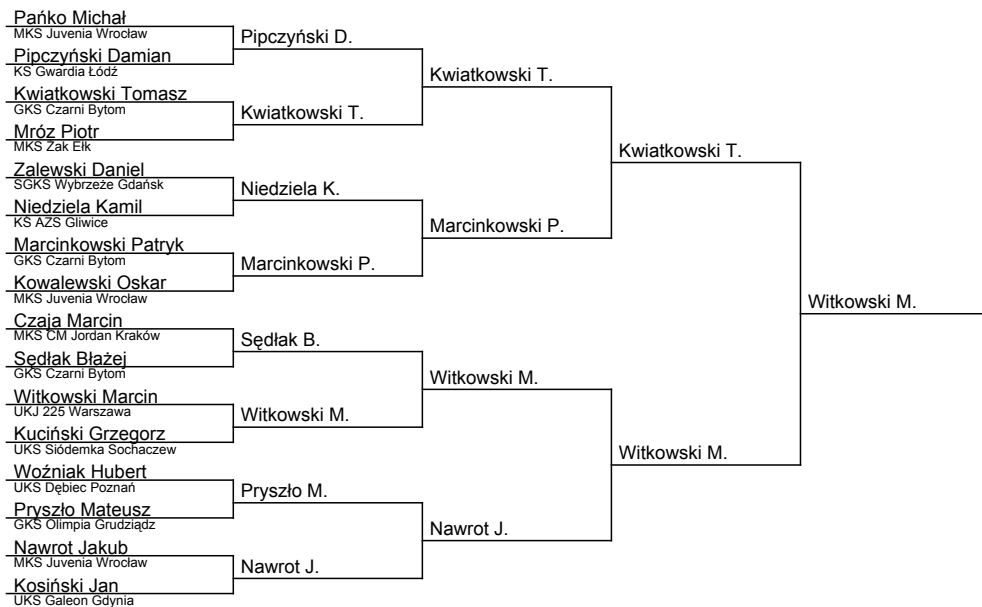 Pańko Michał
MKS Juvenia Wrocław
Pipczyński D.
Pipczyński Damian
KS Gwardia Łódź
Kwiatkowski T.
Kwiatkowski Tomasz
GKS Czarni Bytom
Kwiatkowski T.
Mróz Piotr
MKS Żak Ełk
Kwiatkowski T.
Zalewski Daniel
SGKS Wybrzeże Gdańsk
Niedziela K.
Niedziela Kamil
KS AZS Gliwice
Marcinkowski P.
Marcinkowski Patryk
GKS Czarni Bytom
Marcinkowski P.
Kowalewski Oskar
MKS Juvenia Wrocław
Witkowski M.
Czaja Marcin
MKS CM Jordan Kraków
Sędłak B.
Sędłak Błażej
GKS Czarni Bytom
Witkowski M.
Witkowski Marcin
UKJ 225 Warszawa
Witkowski M.
Kuciński Grzegorz
UKS Siódemka Sochaczew
Witkowski M.
Woźniak Hubert
UKS Dębiec Poznań
Pryszło M.
Pryszło Mateusz
GKS Olimpia Grudziądz
Nawrot J.
Nawrot Jakub
MKS Juvenia Wrocław
Nawrot J.
Kosiński Jan
UKS Galeon Gdynia